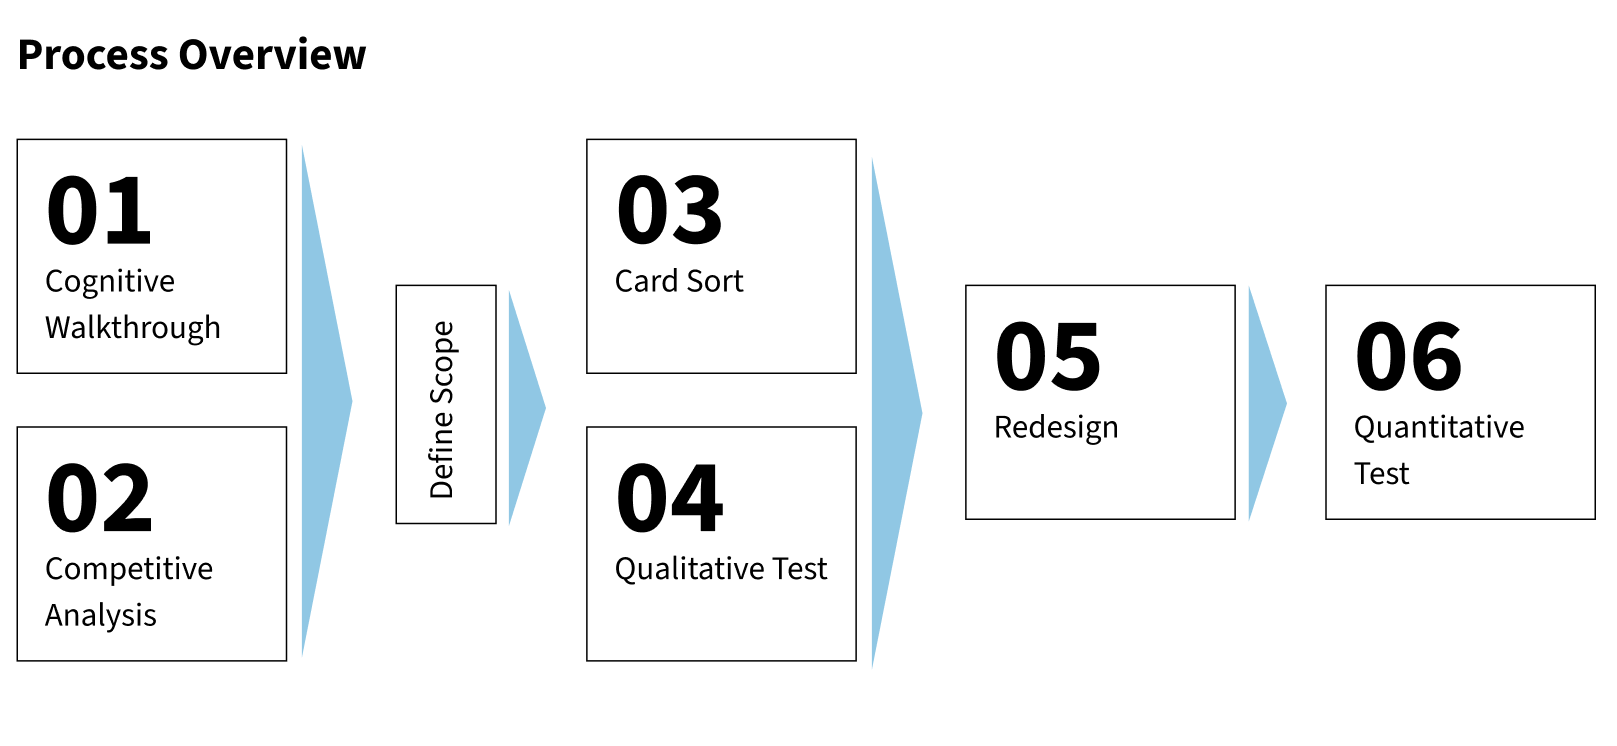 Process Overview
01
Cognitive
Walkthrough
02
Competitive
Analysis
Define Scope
03
Card Sort
04
Qualitative Test
05
Redesign
06
Quantitative
Test